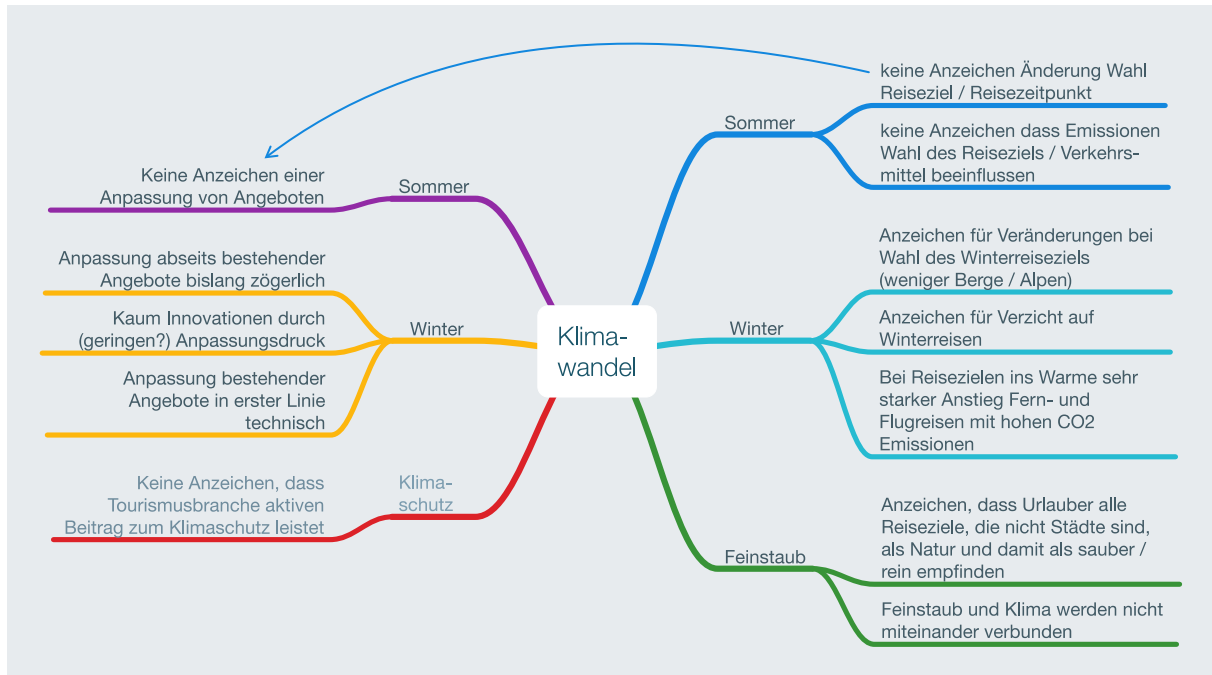 Klima-
wandel
Sommer
keine Anzeichen Änderung Wahl
Reiseziel / Reisezeitpunkt
keine Anzeichen dass Emissionen
Wahl des Reiseziels / Verkehrs-
mittel beeinflussen
Winter
Anzeichen für Veränderungen bei
Wahl des Winterreiseziels
(weniger Berge / Alpen)
Anzeichen für Verzicht auf
Winterreisen
Bei Reisezielen ins Warme sehr
starker Anstieg Fern- und
Flugreisen mit hohen CO2
Emissionen
Feinstaub
Anzeichen, dass Urlauber alle
Reiseziele, die nicht Städte sind,
als Natur und damit als sauber /
rein empfinden
Feinstaub und Klima werden nicht
miteinander verbunden
Sommer
Keine Anzeichen einer
Anpassung von Angeboten
Winter
Anpassung abseits bestehender
Angebote bislang zögerlich
Kaum Innovationen durch
(geringen?) Anpassungsdruck
Anpassung bestehender
Angebote in erster Linie
technisch
Klima-
schutz
Keine Anzeichen, dass
Tourismusbranche aktiven
Beitrag zum Klimaschutz leistet